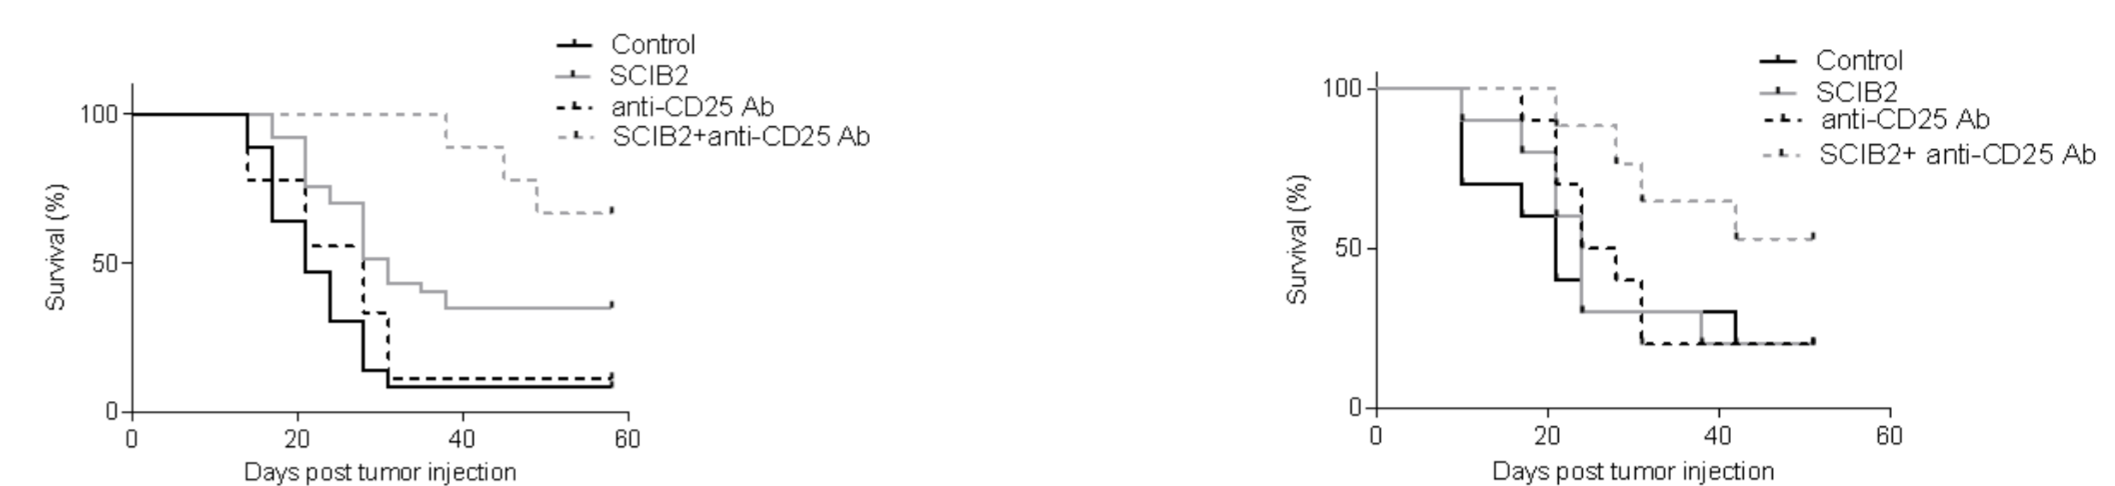 Control
SCIB2
anti-CD25 Ab
SCIB2+anti-CD25 Ab
Survival (%)
100
50
0
0 20 40 60
Days post tumor injection
Control
SCIB2
anti-CD25 Ab
SCIB2+ anti-CD25 Ab
Survival (%)
100
50
0
0 20 40 60
Days post tumor injection